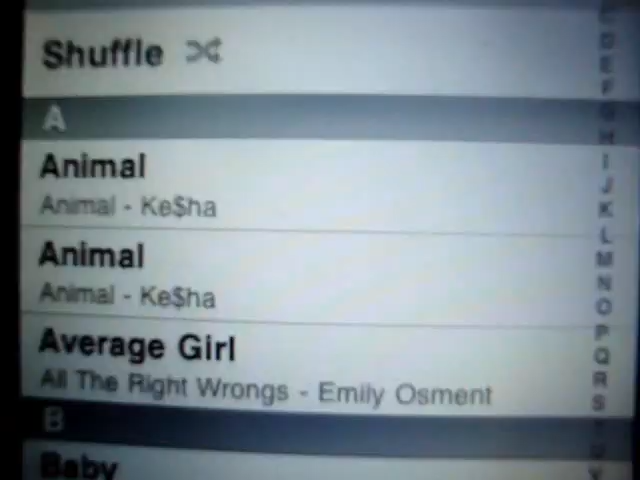 Shuffle
A
Animal
Animal - Ke$ha
Animal
Animal - Ke$ha
Average Girl
All The Right Wrongs - Emily Osment
B
Baby
D
E
F
G
H
I
J
K
L
M
N
O
P
Q
R
S